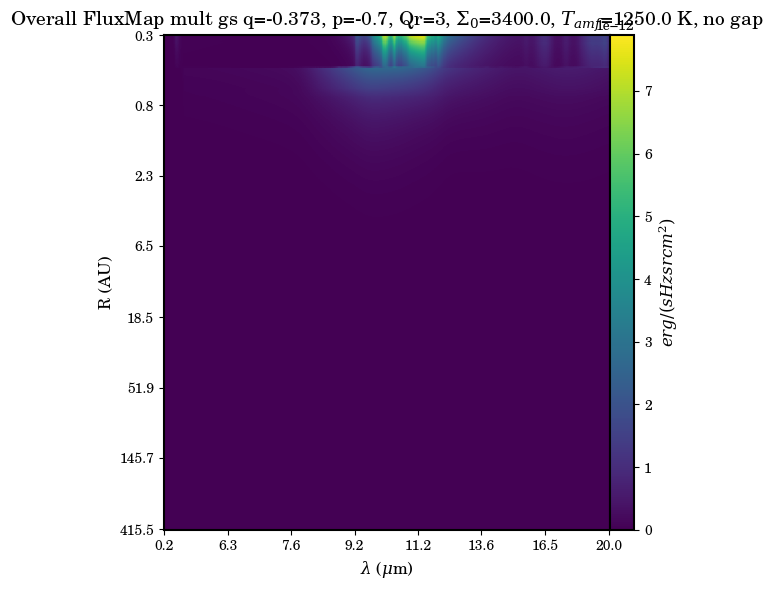 Overall FluxMap mult gs q=-0.373, p=-0.7, Qr=3, Σ₀=3400.0, T_{amf}=1250.0 K, no gap
1e−12
0.3
0.8
2.3
6.5
18.5
51.9
145.7
415.5
R (AU)
0.2 6.3 7.6 9.2 11.2 13.6 16.5 20.0
λ (μm)
7
6
5
4
3
2
1
0
erg/(sHzsrcm²)